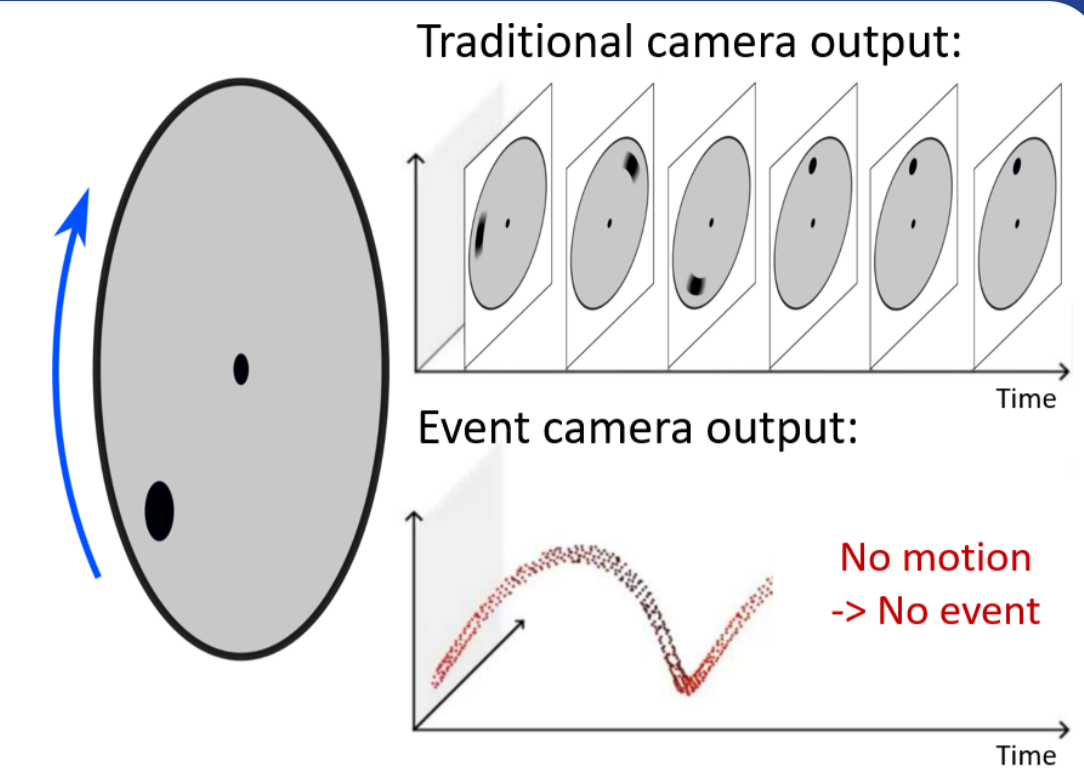 Traditional camera output:
Time
Event camera output:
No motion
-> No event
Time